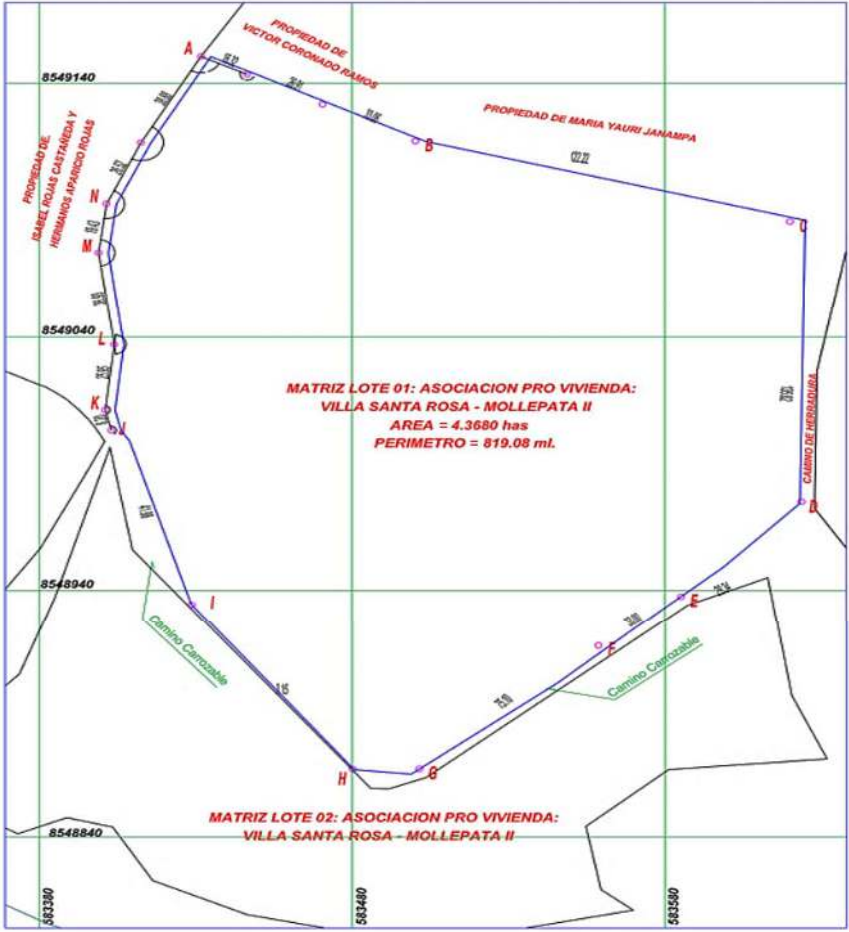 PROPIEDAD DE
VICTOR CORONADO RAMOS
A
8549140
PROPIEDAD DE MARIA YAURI JANAMPA
B
PROPIEDAD DE.
ISABEL ROJAS CASTAÑEDA Y
HERMANOS APARICIO ROJAS
N
C
M
8549040
L
MATRIZ LOTE 01: ASOCIACION PRO VIVIENDA:
VILLA SANTA ROSA - MOLLEPATA II
AREA = 4.3680 has
PERIMETRO = 819.08 ml.
CAMINO DE HERRADURA
K
J
D
41.88
8548940
I
E
Camino Carrozable
F
Camino Carrozable
H
G
MATRIZ LOTE 02: ASOCIACION PRO VIVIENDA:
VILLA SANTA ROSA - MOLLEPATA II
8548840
583380
583480
583580